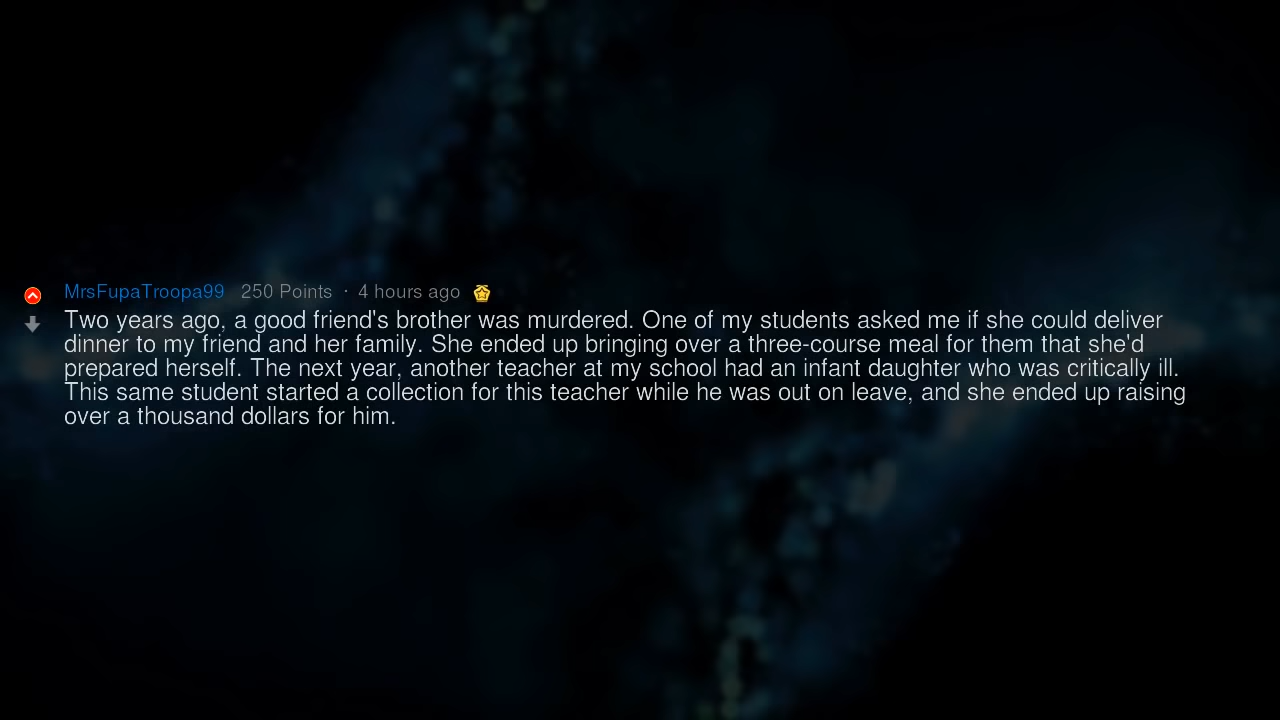 MrsFupaTroopa99 250 Points · 4 hours ago
Two years ago, a good friend's brother was murdered. One of my students asked me if she could deliver
dinner to my friend and her family. She ended up bringing over a three-course meal for them that she'd
prepared herself. The next year, another teacher at my school had an infant daughter who was critically ill.
This same student started a collection for this teacher while he was out on leave, and she ended up raising
over a thousand dollars for him.